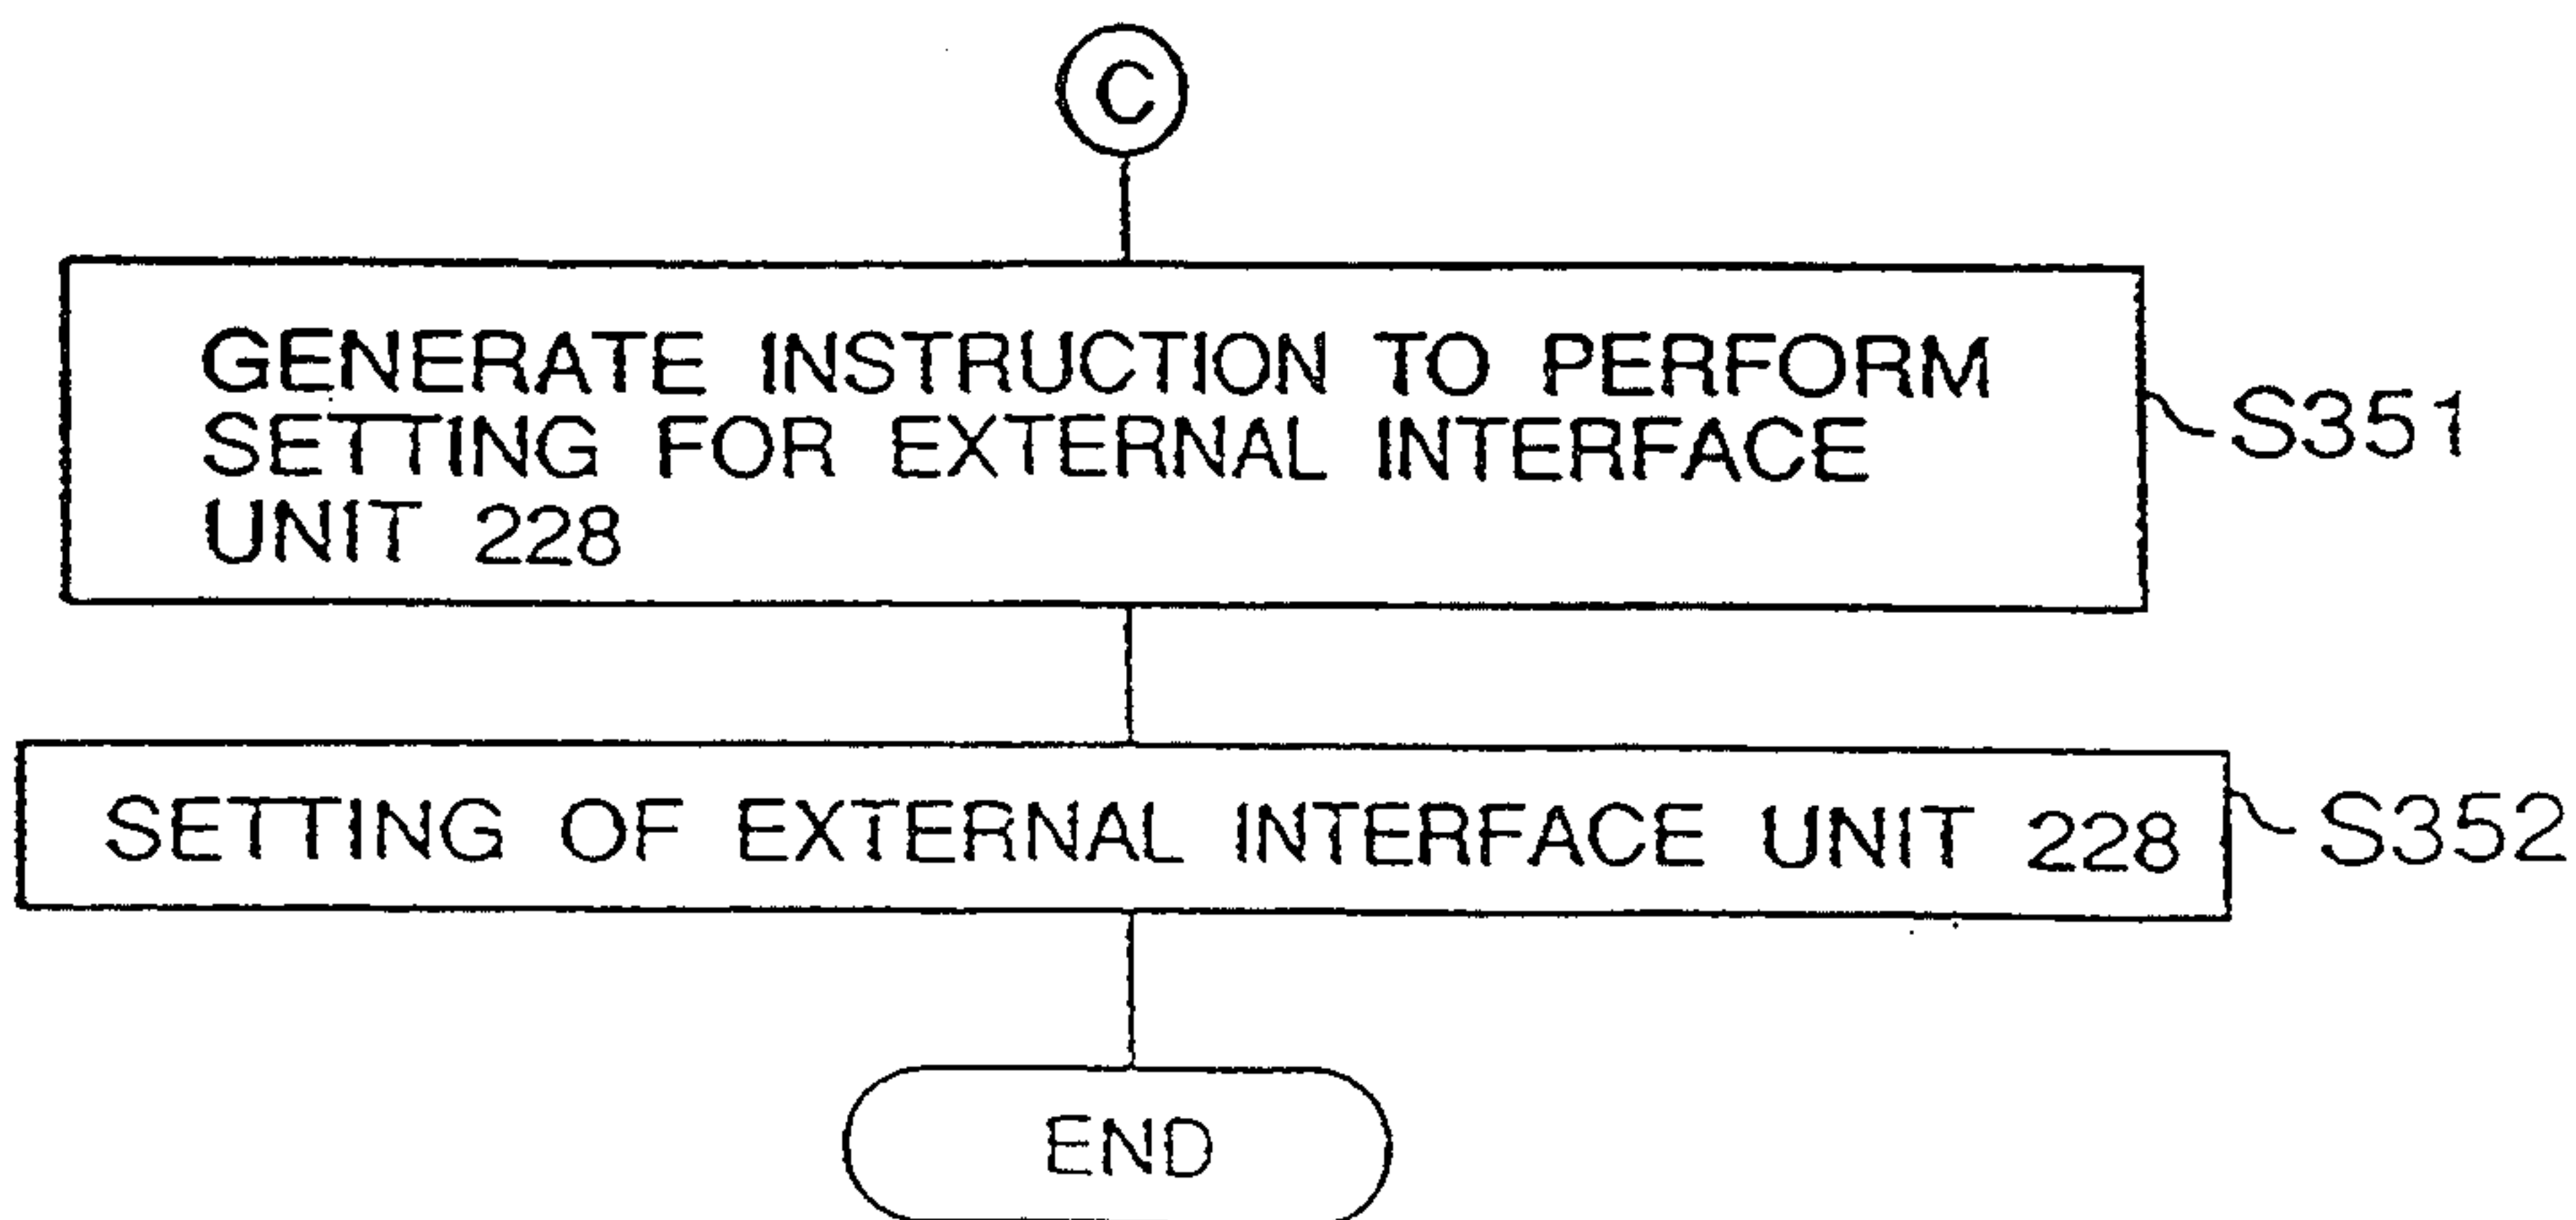 C
GENERATE INSTRUCTION TO PERFORM
SETTING FOR EXTERNAL INTERFACE
UNIT 228
S351
SETTING OF EXTERNAL INTERFACE UNIT 228
S352
END